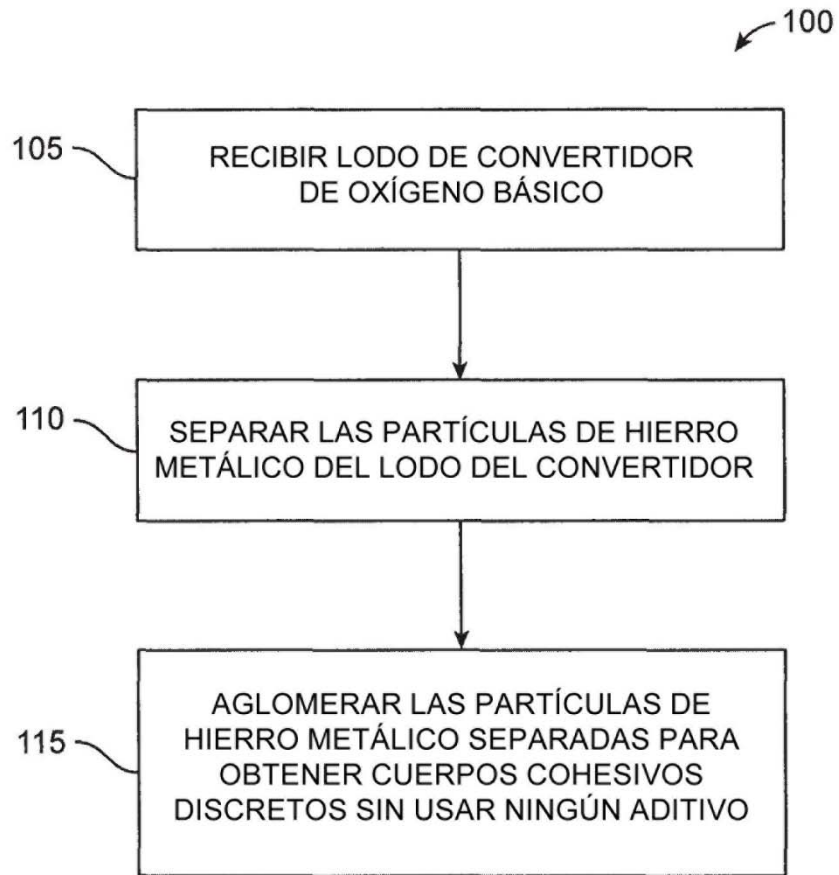 100
105
RECIBIR LODO DE CONVERTIDOR
DE OXÍGENO BÁSICO
110
SEPARAR LAS PARTÍCULAS DE HIERRO
METÁLICO DEL LODO DEL CONVERTIDOR
115
AGLOMERAR LAS PARTÍCULAS DE
HIERRO METÁLICO SEPARADAS PARA
OBTENER CUERPOS COHESIVOS
DISCRETOS SIN USAR NINGÚN ADITIVO